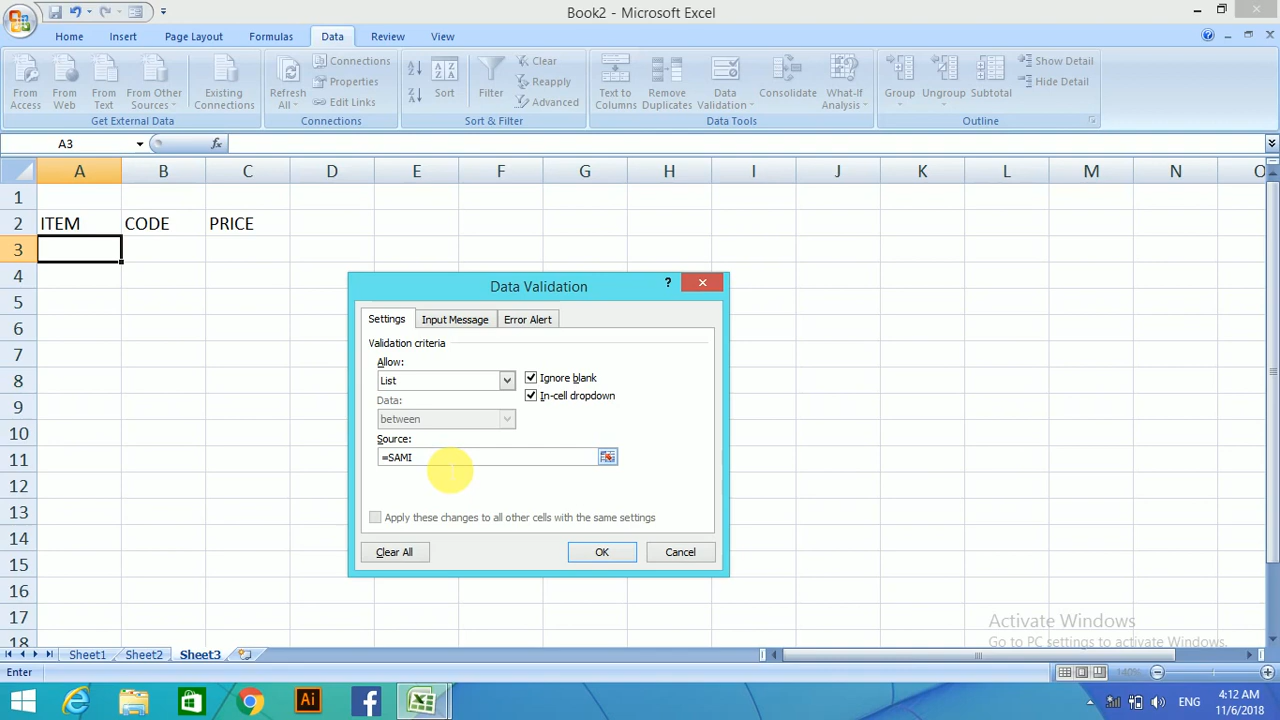 Book2 - Microsoft Excel
Home Insert Page Layout Formulas Data Review View
From Access
From Web
From Text
From Other Sources
Existing Connections
Get External Data
Refresh All
Connections
Properties
Edit Links
Connections
Sort
Filter
Clear
Reapply
Advanced
Sort & Filter
Text to Columns
Remove Duplicates
Data Validation
Consolidate
What-If Analysis
Data Tools
Group
Ungroup
Subtotal
Show Detail
Hide Detail
Outline
A3 fx
A B C D E F G H I J K L M N O
1
2 ITEM CODE PRICE
3
4
5
6
7
8
9
10
11
12
13
14
15
16
17
18
Data Validation ?
Settings Input Message Error Alert
Validation criteria
Allow:
List
Ignore blank
Data:
In-cell dropdown
between
Source:
=SAMI
Apply these changes to all other cells with the same settings
Clear All OK Cancel
Activate Windows
Go to PC settings to activate Windows.
Sheet1 Sheet2 Sheet3
Enter 140%
Ai ENG 4:12 AM
11/6/2018